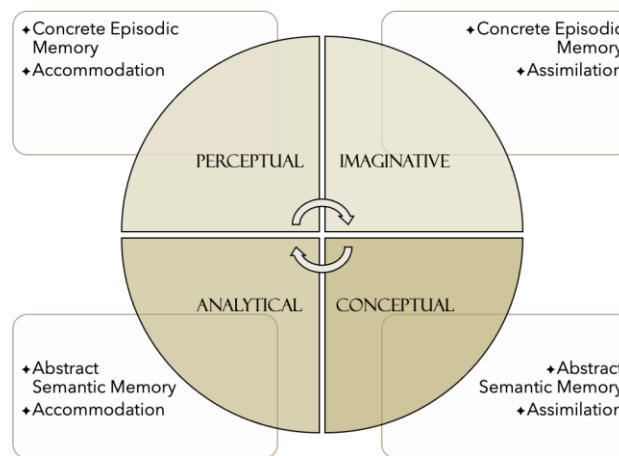 ✦Concrete Episodic
Memory
✦Accommodation
✦Concrete Episodic
Memory
✦Assimilation
PERCEPTUAL
IMAGINATIVE
ANALYTICAL
CONCEPTUAL
✦Abstract
Semantic Memory
✦Accommodation
✦Abstract
Semantic Memory
✦Assimilation